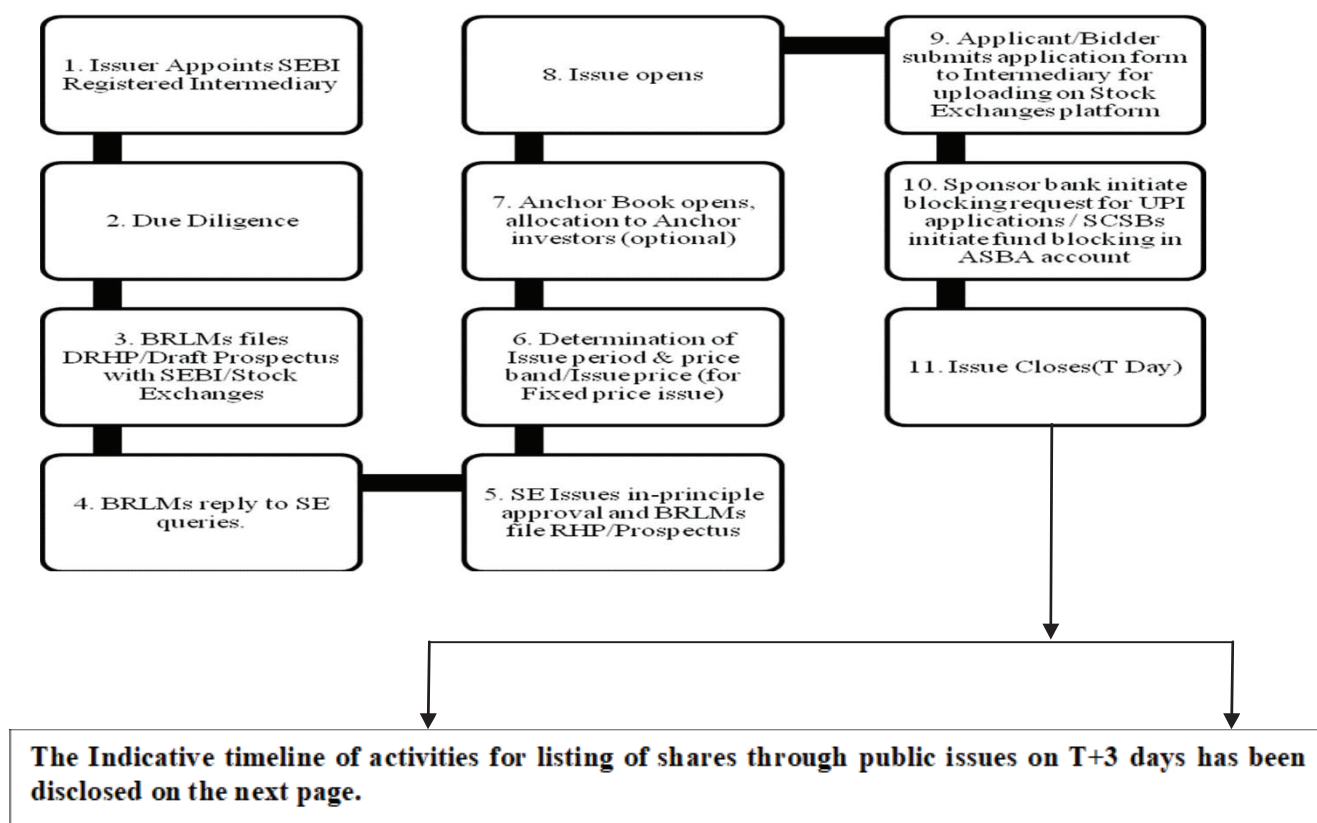 1. Issuer Appoints SEBI
Registered Intermediary
2. Due Diligence
3. BRLMs files
DRHP/Draft Prospectus
with SEBI/Stock
Exchanges
4. BRLMs reply to SE
queries.
5. SE Issues in-principle
approval and BRLMs
file RHP/Prospectus
6. Determination of
Issue period & price
band/Issue price (for
Fixed price issue)
7. Anchor Book opens,
allocation to Anchor
investors (optional)
8. Issue opens
9. Applicant/Bidder
submits application form
to Intermediary for
uploading on Stock
Exchanges platform
10. Sponsor bank initiate
blocking request for UPI
applications / SCSBs
initiate fund blocking in
ASBA account
11. Issue Closes(T Day)
The Indicative timeline of activities for listing of shares through public issues on T+3 days has been
disclosed on the next page.